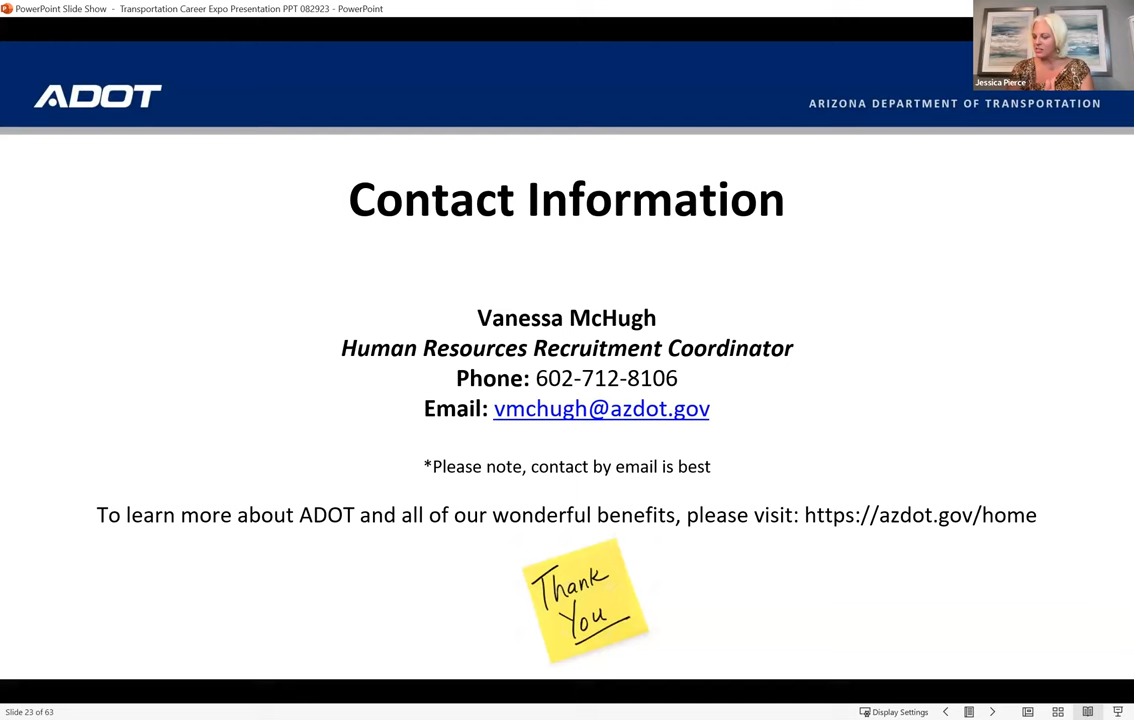 PowerPoint Slide Show - Transportation Career Expo Presentation PPT 082923 - PowerPoint
Jessica Pierce
ADOT
ARIZONA DEPARTMENT OF TRANSPORTATION
Contact Information
Vanessa McHugh
Human Resources Recruitment Coordinator
Phone: 602-712-8106
Email: vmchugh@azdot.gov
*Please note, contact by email is best
To learn more about ADOT and all of our wonderful benefits, please visit: https://azdot.gov/home
Thank
You
Slide 23 of 63
Display Settings